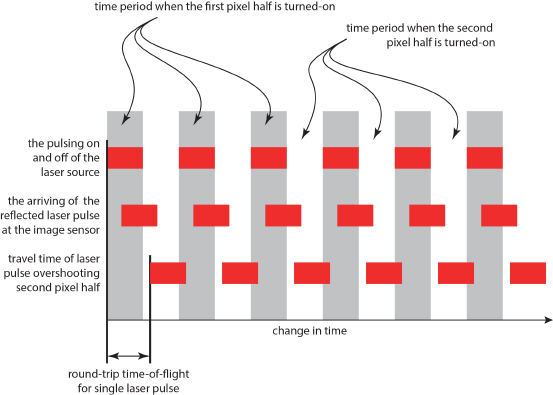 time period when the first pixel half is turned-on
time period when the second
pixel half is turned-on
the pulsing on
and off of the
laser source
the arriving of the
reflected laser pulse
at the image sensor
travel time of laser
pulse overshooting
second pixel half
change in time
round-trip time-of-flight
for single laser pulse